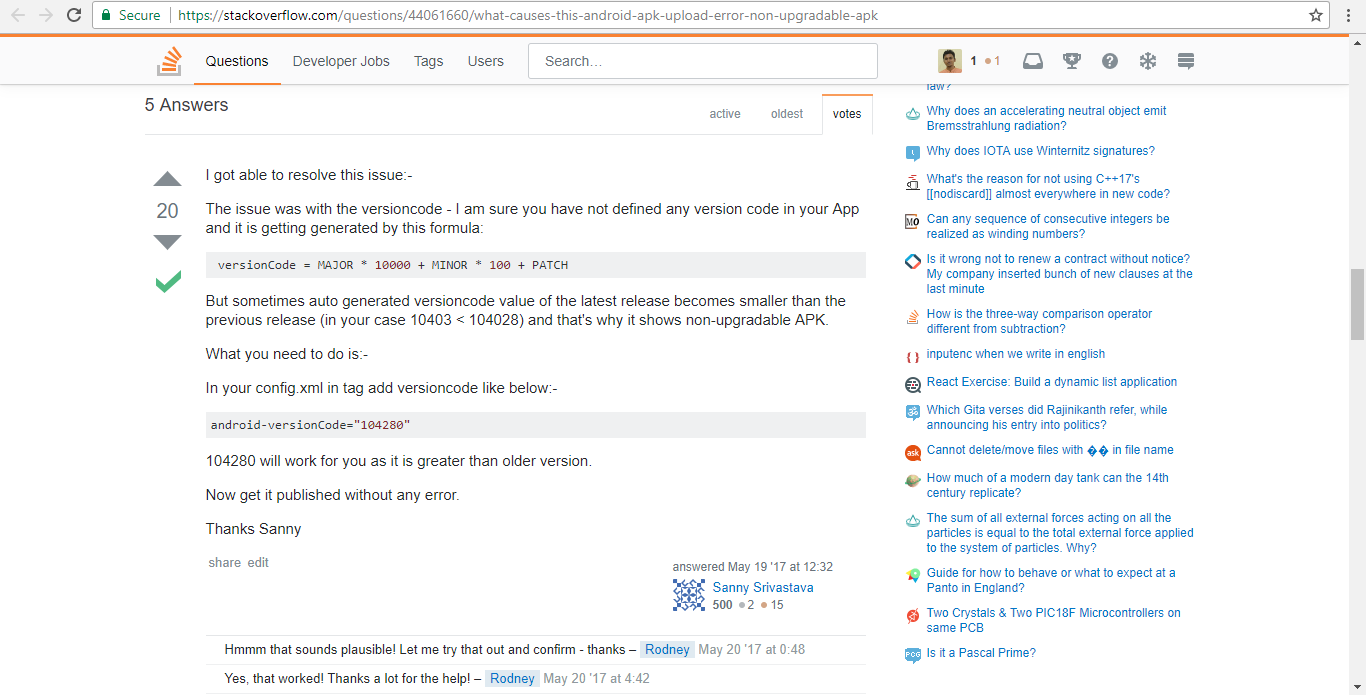 Secure
https://stackoverflow.com/questions/44061660/what-causes-this-android-apk-upload-error-non-upgradable-apk
Questions
Developer Jobs
Tags
Users
Search...
1 1
5 Answers
active
oldest
votes
20
I got able to resolve this issue:-
The issue was with the versioncode - I am sure you have not defined any version code in your App
and it is getting generated by this formula:
versionCode = MAJOR * 10000 + MINOR * 100 + PATCH
But sometimes auto generated versioncode value of the latest release becomes smaller than the
previous release (in your case 10403 < 104028) and that's why it shows non-upgradable APK.
What you need to do is:-
In your config.xml in tag add versioncode like below:-
android-versionCode="104280"
104280 will work for you as it is greater than older version.
Now get it published without any error.
Thanks Sanny
share edit
answered May 19 '17 at 12:32
Sanny Srivastava
500 2 15
Hmmm that sounds plausible! Let me try that out and confirm - thanks – Rodney May 20 '17 at 0:48
Yes, that worked! Thanks a lot for the help! – Rodney May 20 '17 at 4:42
law?
Why does an accelerating neutral object emit
Bremsstrahlung radiation?
Why does IOTA use Winternitz signatures?
What's the reason for not using C++17's
[[nodiscard]] almost everywhere in new code?
MO
Can any sequence of consecutive integers be
realized as winding numbers?
Is it wrong not to renew a contract without notice?
My company inserted bunch of new clauses at the
last minute
How is the three-way comparison operator
different from subtraction?
{ }
inputenc when we write in english
React Exercise: Build a dynamic list application
ॐ
Which Gita verses did Rajinikanth refer, while
announcing his entry into politics?
ask
Cannot delete/move files with �� in file name
How much of a modern day tank can the 14th
century replicate?
The sum of all external forces acting on all the
particles is equal to the total external force applied
to the system of particles. Why?
Guide for how to behave or what to expect at a
Panto in England?
Two Crystals & Two PIC18F Microcontrollers on
same PCB
PCG
Is it a Pascal Prime?